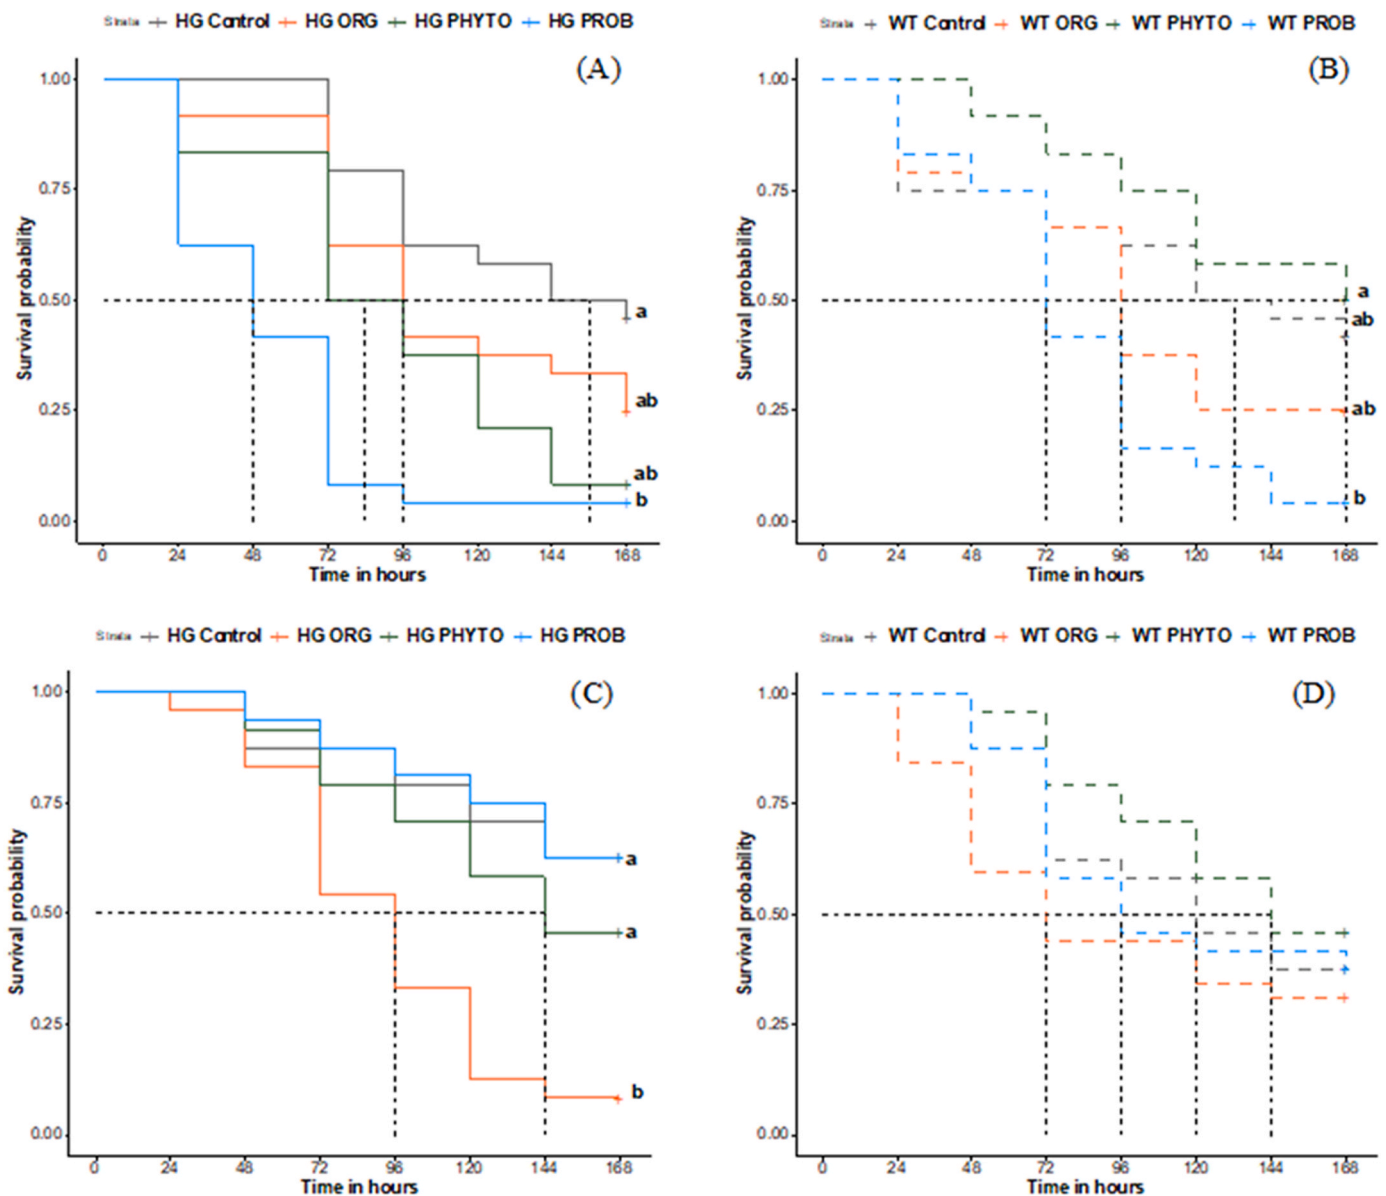 Strata HG Control HG ORG HG PHYTO HG PROB
(A)
Survival probability
1.00
0.75
0.50
0.25
0.00
a
ab
ab
b
0 24 48 72 96 120 144 168
Time in hours
Strata WT Control WT ORG WT PHYTO WT PROB
(B)
Survival probability
1.00
0.75
0.50
0.25
0.00
a
ab
ab
b
0 24 48 72 96 120 144 168
Time in hours
Strata HG Control HG ORG HG PHYTO HG PROB
(C)
Survival probability
1.00
0.75
0.50
0.25
0.00
a
a
b
0 24 48 72 96 120 144 168
Time in hours
Strata WT Control WT ORG WT PHYTO WT PROB
(D)
Survival probability
1.00
0.75
0.50
0.25
0.00
0 24 48 72 96 120 144 168
Time in hours